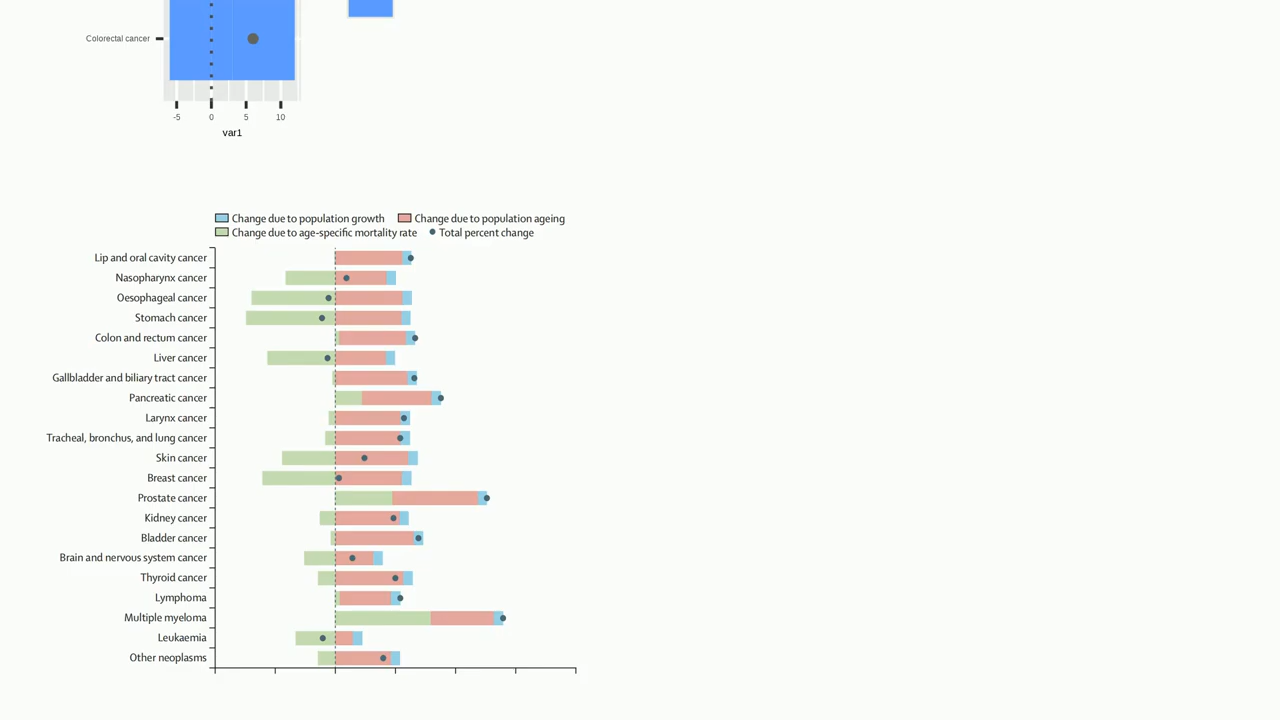 Colorectal cancer
-5 0 5 10
var1
Change due to population growth Change due to population ageing
Change due to age-specific mortality rate Total percent change
Lip and oral cavity cancer
Nasopharynx cancer
Oesophageal cancer
Stomach cancer
Colon and rectum cancer
Liver cancer
Gallbladder and biliary tract cancer
Pancreatic cancer
Larynx cancer
Tracheal, bronchus, and lung cancer
Skin cancer
Breast cancer
Prostate cancer
Kidney cancer
Bladder cancer
Brain and nervous system cancer
Thyroid cancer
Lymphoma
Multiple myeloma
Leukaemia
Other neoplasms